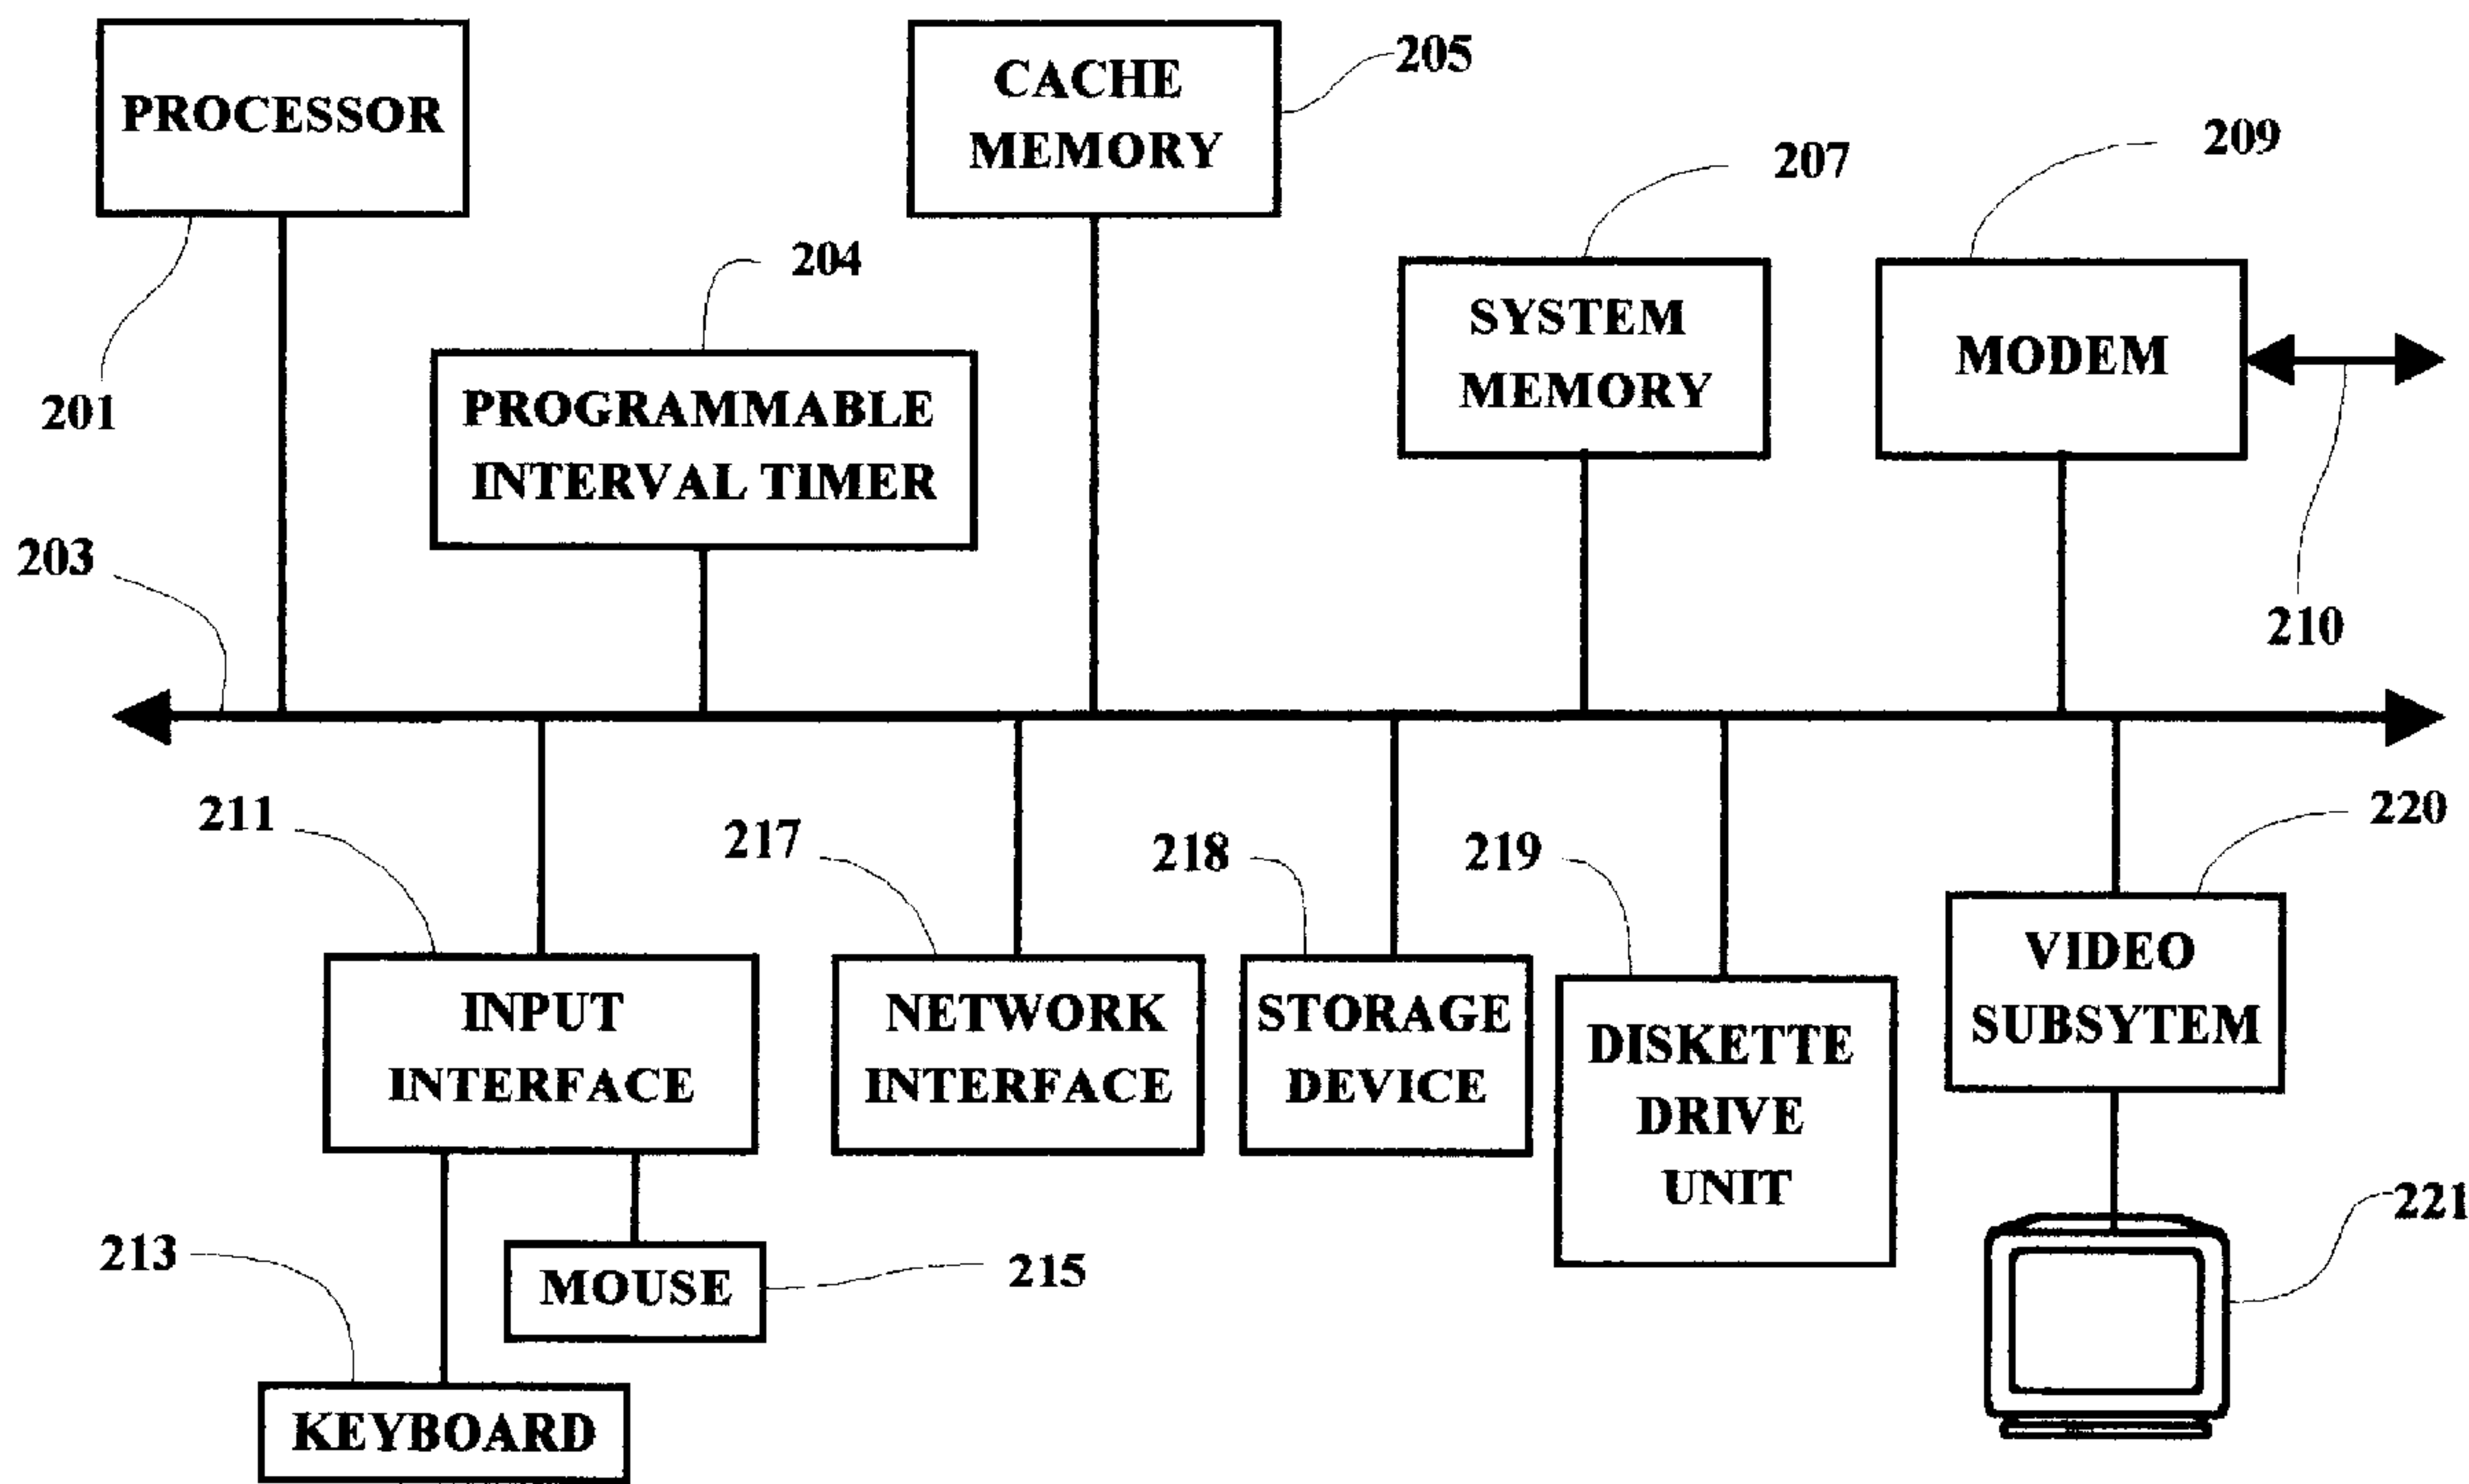 PROCESSOR
201
CACHE
MEMORY
205
204
PROGRAMMABLE
INTERVAL TIMER
207
SYSTEM
MEMORY
209
MODEM
210
203
211
INPUT
INTERFACE
213
KEYBOARD
MOUSE
215
217
NETWORK
INTERFACE
218
STORAGE
DEVICE
219
DISKETTE
DRIVE
UNIT
220
VIDEO
SUBSYTEM
221